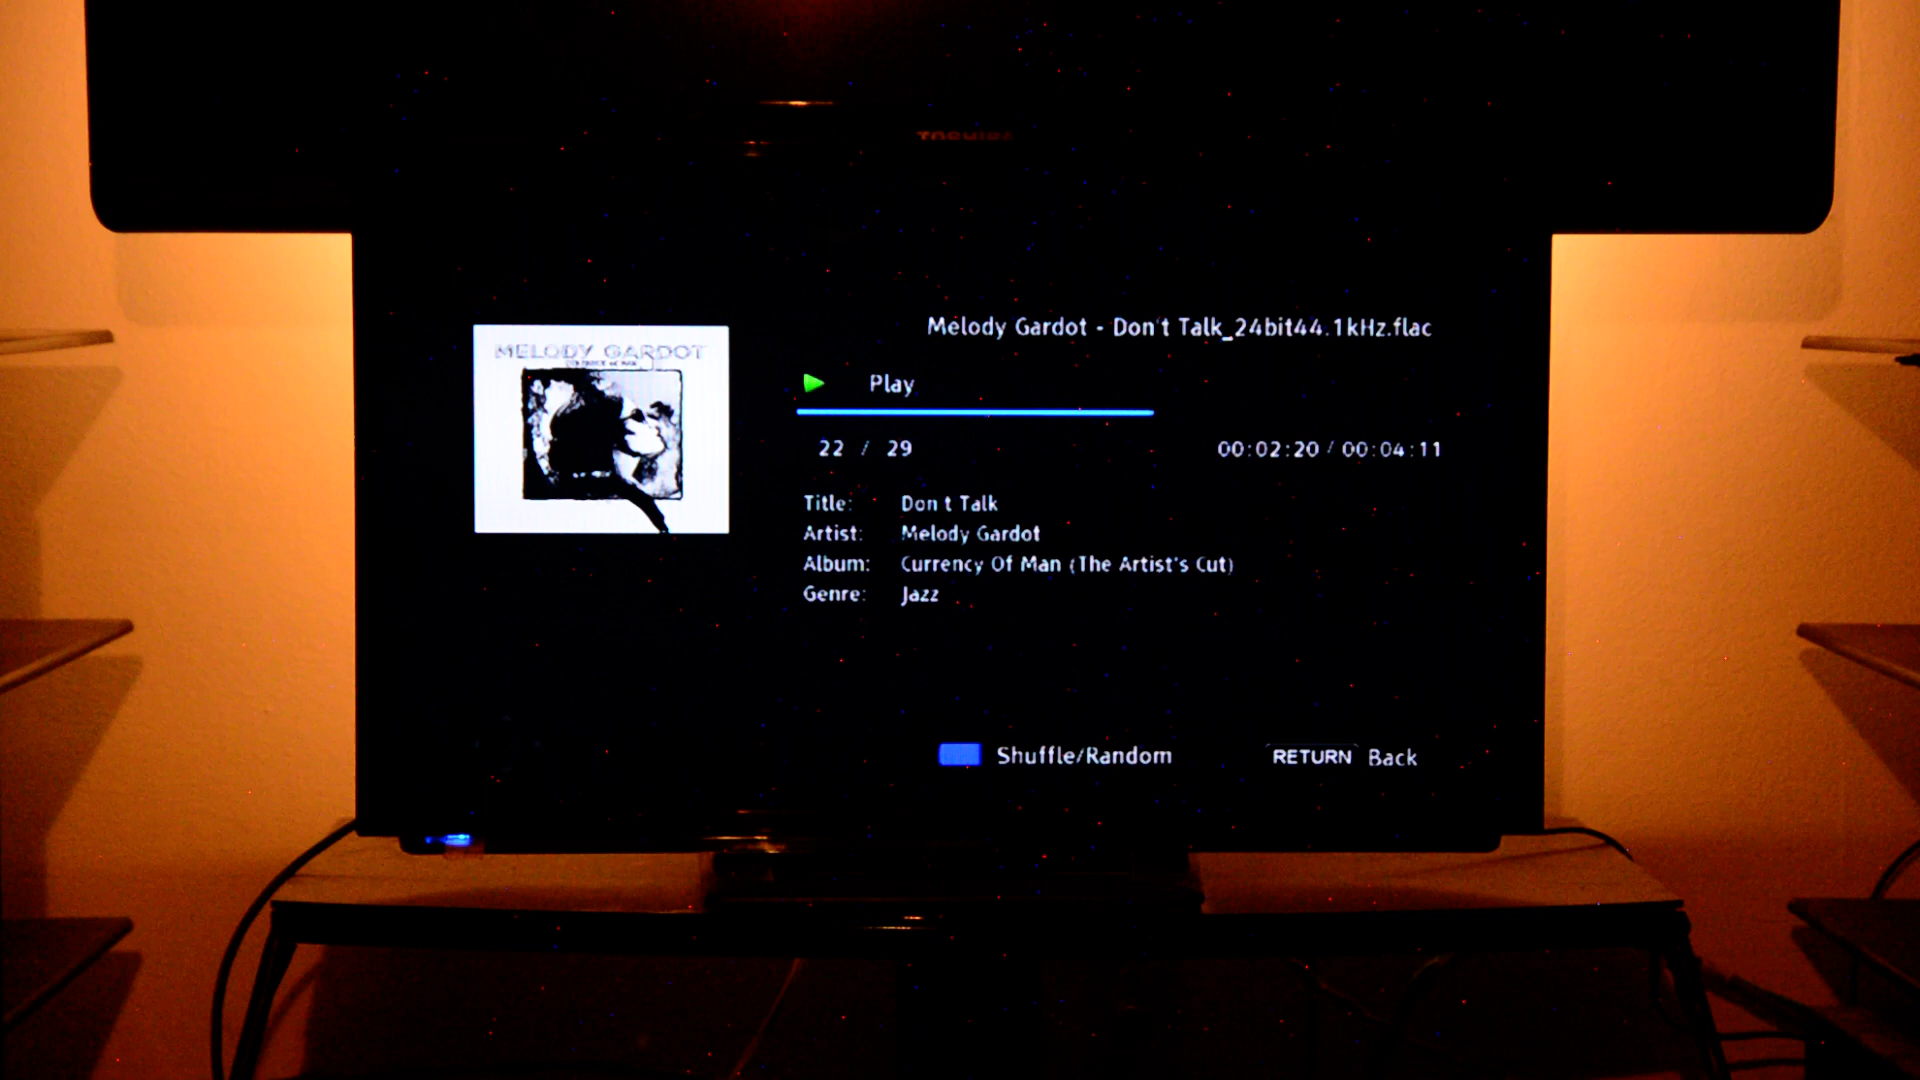 TOSHIBA
Melody Gardot - Don't Talk_24bit44.1kHz.flac
MELODY GARDOT
Play
22 / 29
00:02:20 / 00:04:11
Title: Don t Talk
Artist: Melody Gardot
Album: Currency Of Man (The Artist's Cut)
Genre: Jazz
Shuffle/Random
RETURN Back